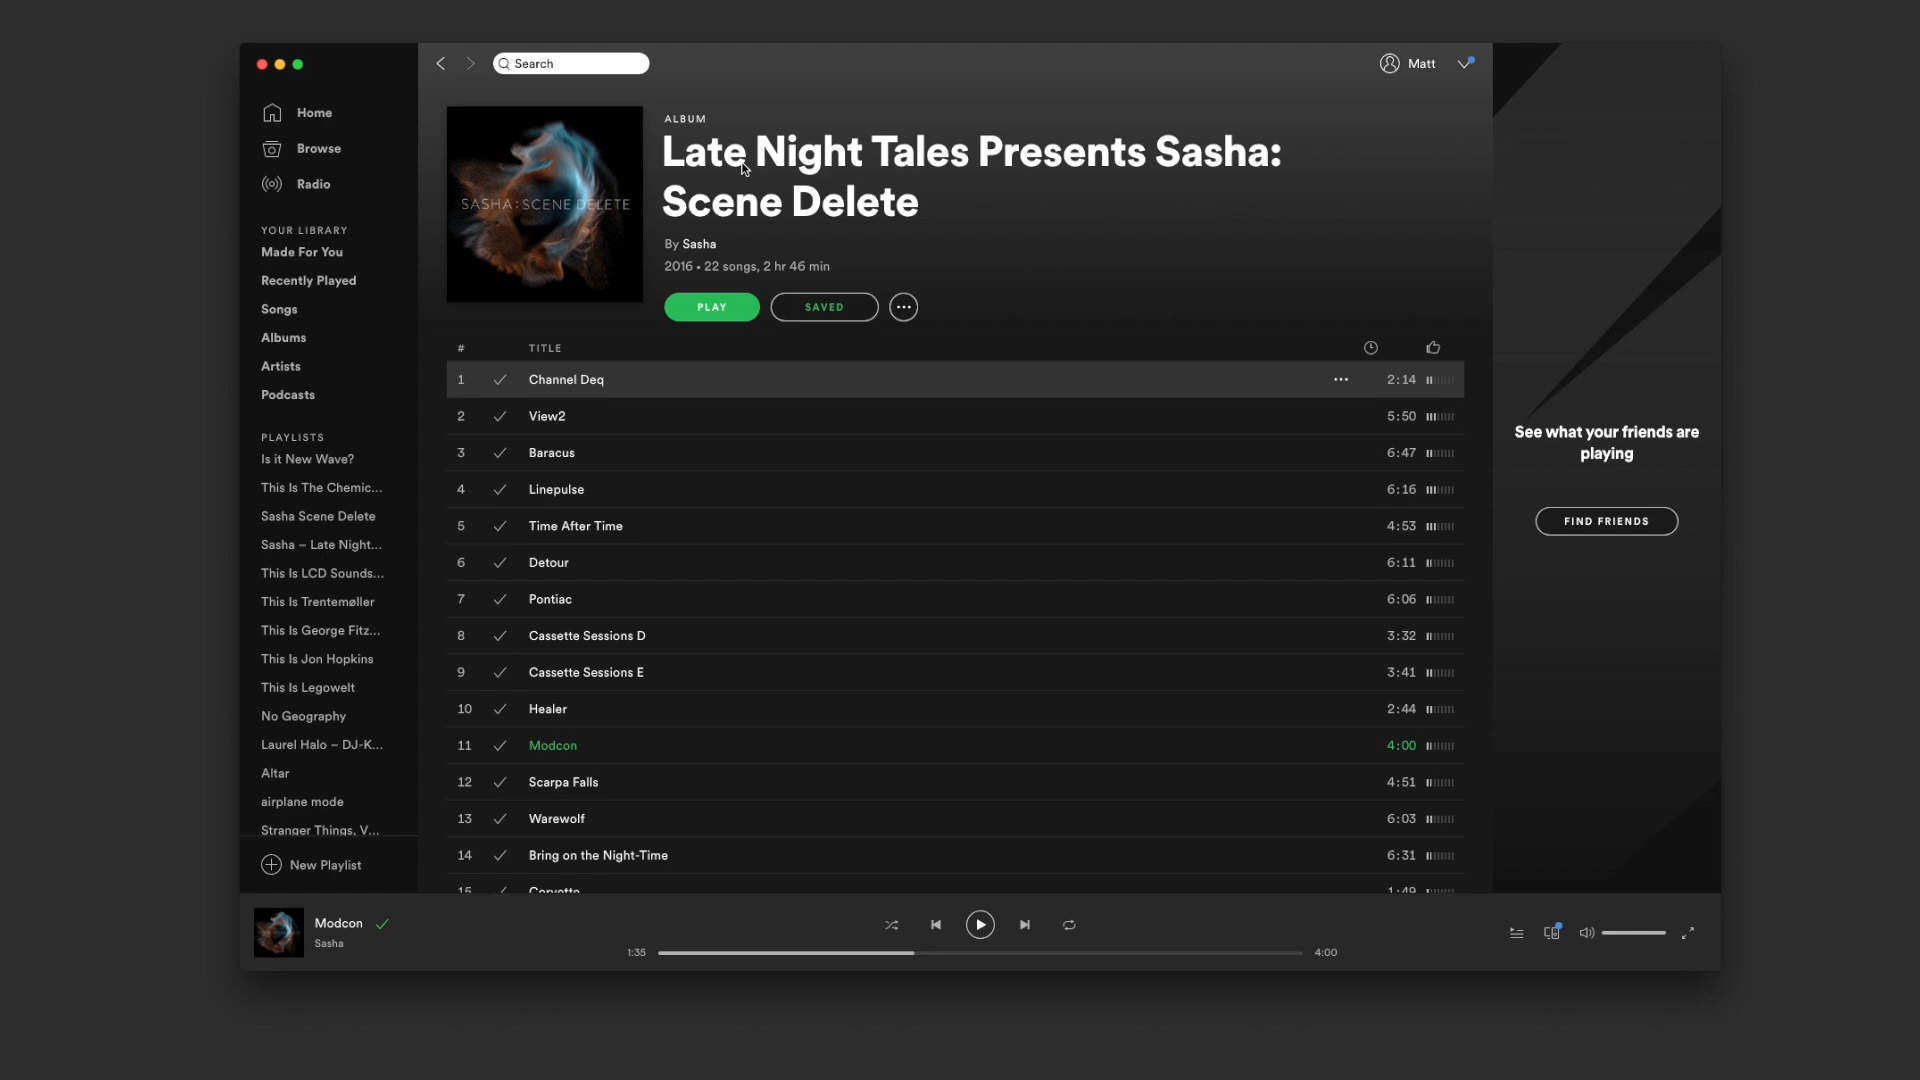 Search
Matt
Home
Browse
Radio
YOUR LIBRARY
Made For You
Recently Played
Songs
Albums
Artists
Podcasts
PLAYLISTS
Is it New Wave?
This Is The Chemic...
Sasha Scene Delete
Sasha – Late Night...
This Is LCD Sounds...
This Is Trentemøller
This Is George Fitz...
This Is Jon Hopkins
This Is Legowelt
No Geography
Laurel Halo – DJ-K...
Altar
airplane mode
Stranger Things, V...
New Playlist
SASHA:SCENE DELETE
ALBUM
Late Night Tales Presents Sasha:
Scene Delete
By Sasha
2016 • 22 songs, 2 hr 46 min
PLAY SAVED
# TITLE
1 Channel Deq 2:14
2 View2 5:50
3 Baracus 6:47
4 Linepulse 6:16
5 Time After Time 4:53
6 Detour 6:11
7 Pontiac 6:06
8 Cassette Sessions D 3:32
9 Cassette Sessions E 3:41
10 Healer 2:44
11 Modcon 4:00
12 Scarpa Falls 4:51
13 Warewolf 6:03
14 Bring on the Night-Time 6:31
15 Corvette 1:49
See what your friends are
playing
FIND FRIENDS
Modcon
Sasha
1:35 4:00